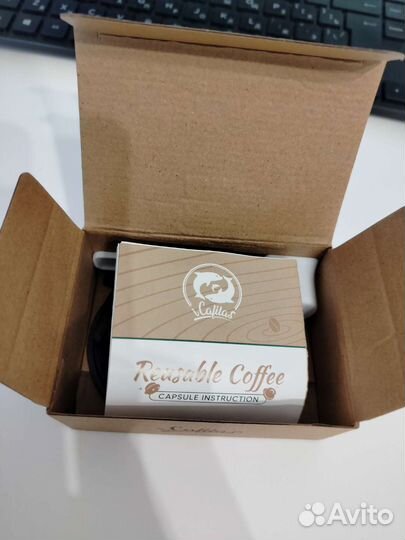 iCafilas
Reusable Coffee
CAPSULE INSTRUCTION
Avito